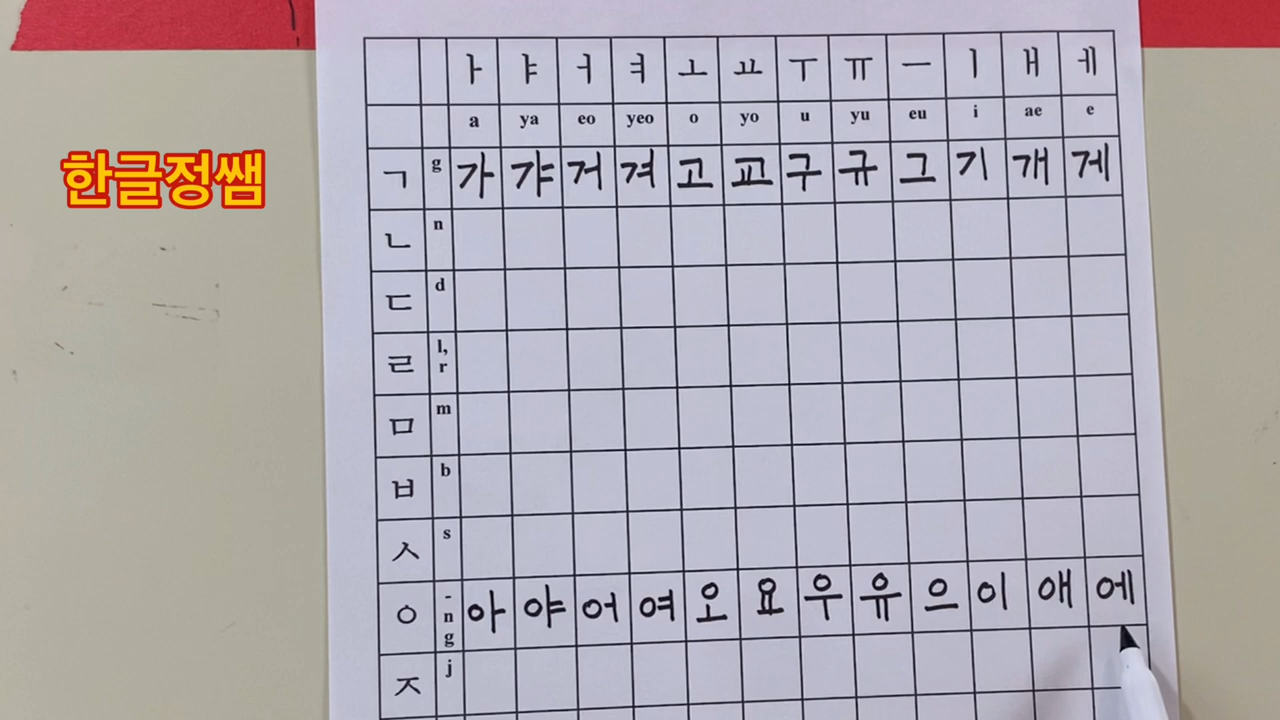 ㅏ ㅑ ㅓ ㅕ ㅗ ㅛ ㅜ ㅠ ㅡ ㅣ ㅐ ㅔ
a ya eo yeo o yo u yu eu i ae e
한글정쌤
ㄱ g 가 갸 거 겨 고 교 구 규 그 기 개 게
ㄴ n
ㄷ d
ㄹ l, r
ㅁ m
ㅂ b
ㅅ s
ㅇ -ng 아 야 어 여 오 요 우 유 으 이 애 에
ㅈ j